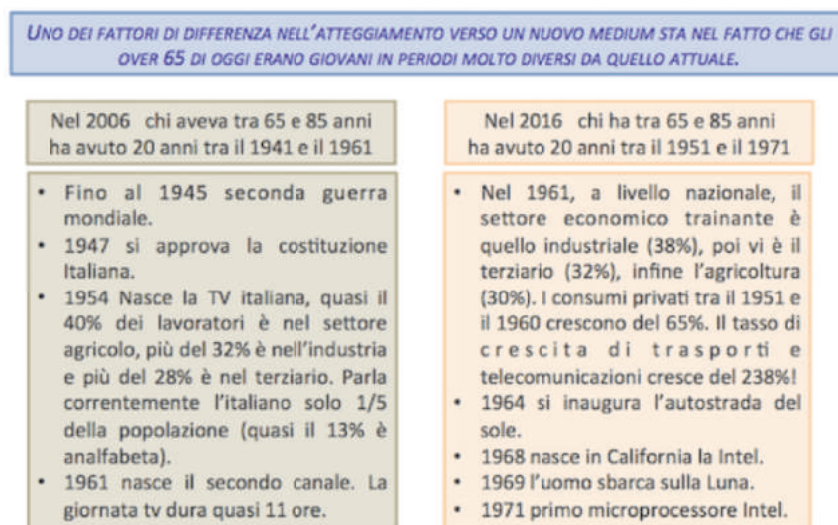 UNO DEI FATTORI DI DIFFERENZA NELL'ATTEGGIAMENTO VERSO UN NUOVO MEDIUM STA NEL FATTO CHE GLI
OVER 65 DI OGGI ERANO GIOVANI IN PERIODI MOLTO DIVERSI DA QUELLO ATTUALE.
Nel 2006 chi aveva tra 65 e 85 anni
ha avuto 20 anni tra il 1941 e il 1961
• Fino al 1945 seconda guerra
mondiale.
• 1947 si approva la costituzione
Italiana.
• 1954 Nasce la TV italiana, quasi il
40% dei lavoratori è nel settore
agricolo, più del 32% è nell'industria
e più del 28% è nel terziario. Parla
correntemente l'italiano solo 1/5
della popolazione (quasi il 13% è
analfabeta).
• 1961 nasce il secondo canale. La
giornata tv dura quasi 11 ore.
Nel 2016 chi ha tra 65 e 85 anni
ha avuto 20 anni tra il 1951 e il 1971
• Nel 1961, a livello nazionale, il
settore economico trainante è
quello industriale (38%), poi vi è il
terziario (32%), infine l'agricoltura
(30%). I consumi privati tra il 1951 e
il 1960 crescono del 65%. Il tasso di
crescita di trasporti e
telecomunicazioni cresce del 238%!
• 1964 si inaugura l'autostrada del
sole.
• 1968 nasce in California la Intel.
• 1969 l'uomo sbarca sulla Luna.
• 1971 primo microprocessore Intel.